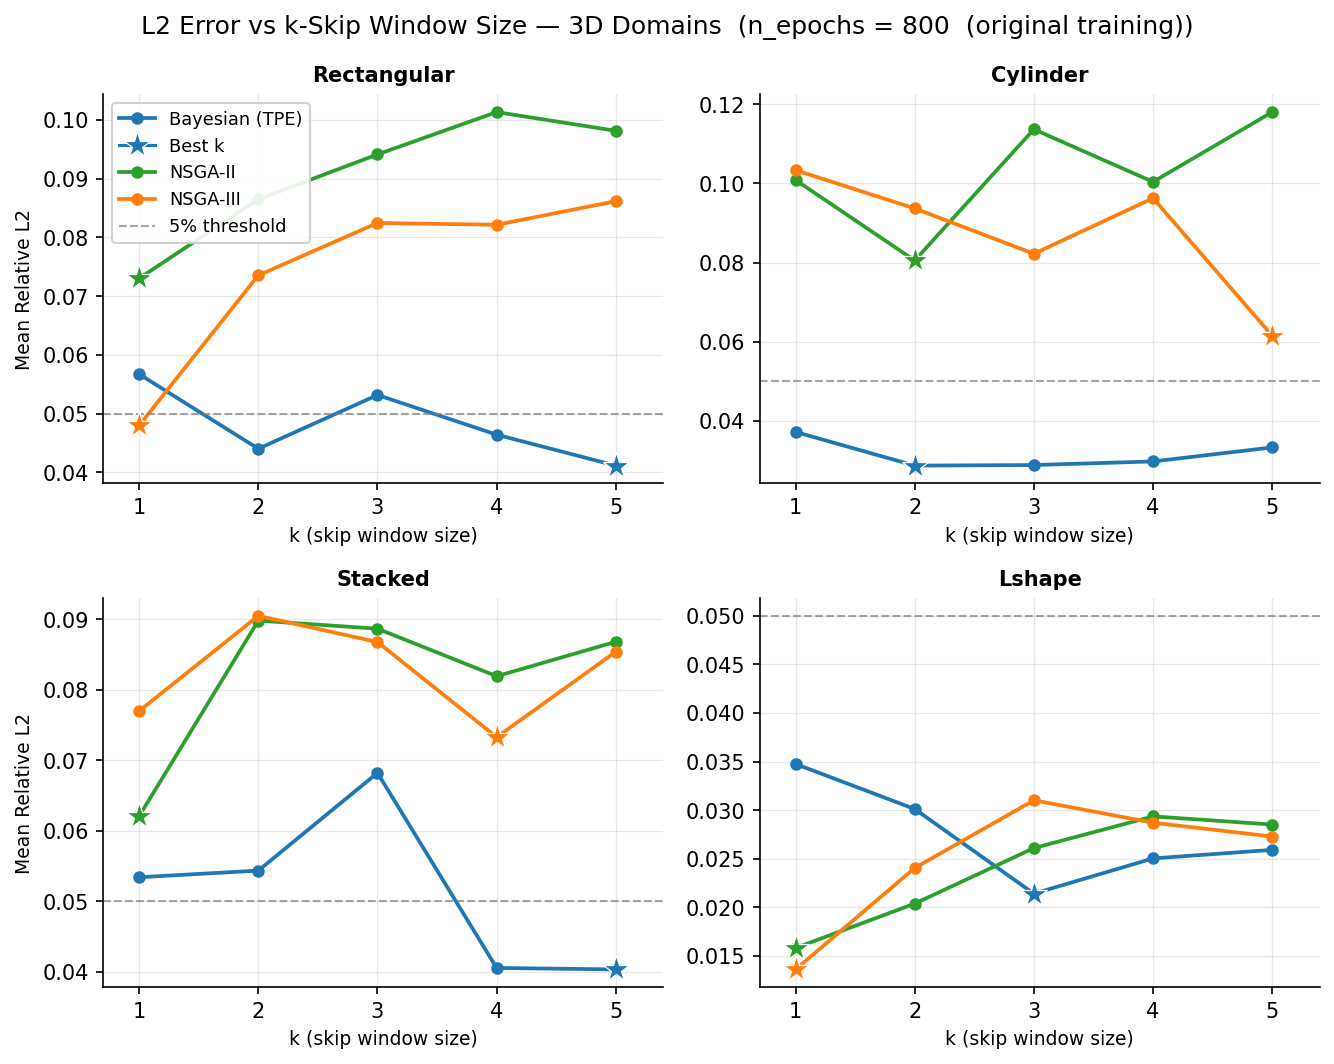 L2 Error vs k-Skip Window Size — 3D Domains  (n_epochs = 800  (original training))
Rectangular
Mean Relative L2
0.10
0.09
0.08
0.07
0.06
0.05
0.04
Bayesian (TPE)
Best k
NSGA-II
NSGA-III
5% threshold
1 2 3 4 5
k (skip window size)
Cylinder
0.12
0.10
0.08
0.06
0.04
1 2 3 4 5
k (skip window size)
Stacked
Mean Relative L2
0.09
0.08
0.07
0.06
0.05
0.04
1 2 3 4 5
k (skip window size)
Lshape
0.050
0.045
0.040
0.035
0.030
0.025
0.020
0.015
1 2 3 4 5
k (skip window size)